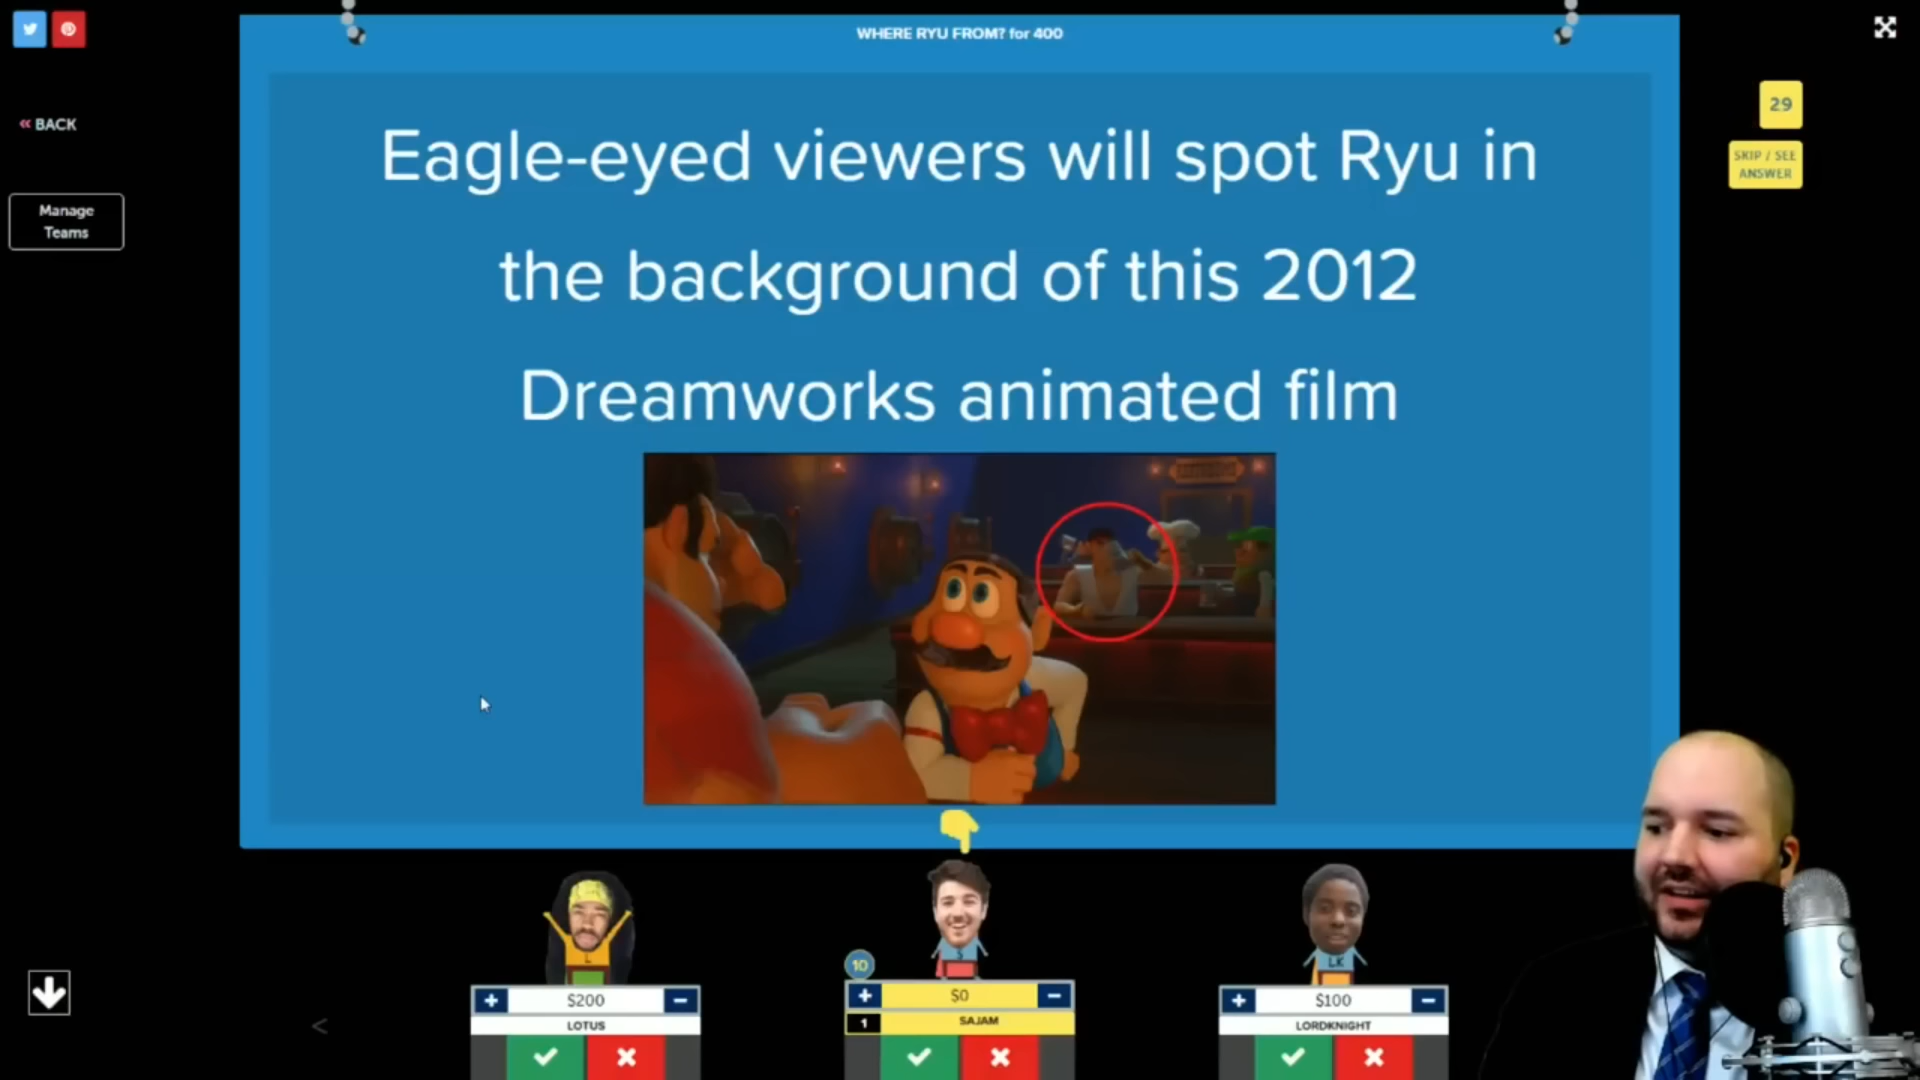 WHERE RYU FROM? for 400
« BACK
Manage
Teams
29
SKIP / SEE
ANSWER
Eagle-eyed viewers will spot Ryu in
the background of this 2012
Dreamworks animated film
L
S
LK
10
+ $200 −
LOTUS
+ $0 −
1 SAJAM
+ $100 −
LORDKNIGHT
<